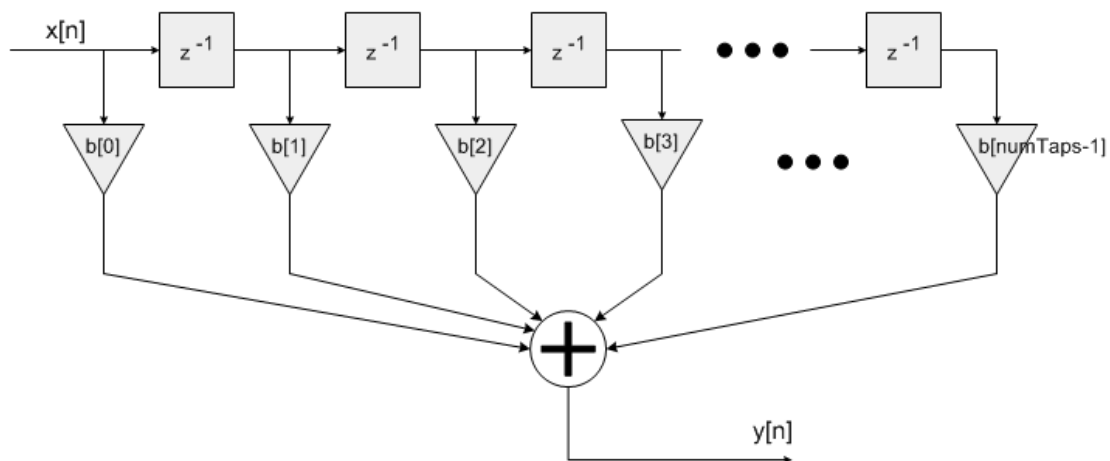 x[n]
z -1
z -1
z -1
z -1
b[0]
b[1]
b[2]
b[3]
b[numTaps-1]
y[n]